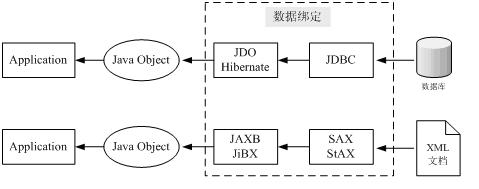 数据绑定
Application
Java Object
JDO
Hibernate
JDBC
数据库
Application
Java Object
JAXB
JiBX
SAX
StAX
XML
文档